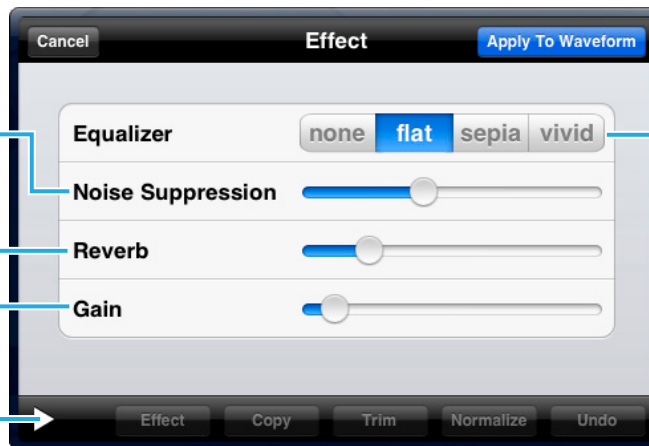 Cancel Effect Apply To Waveform
Equalizer none flat sepia vivid
Noise Suppression
Reverb
Gain
Effect Copy Trim Normalize Undo